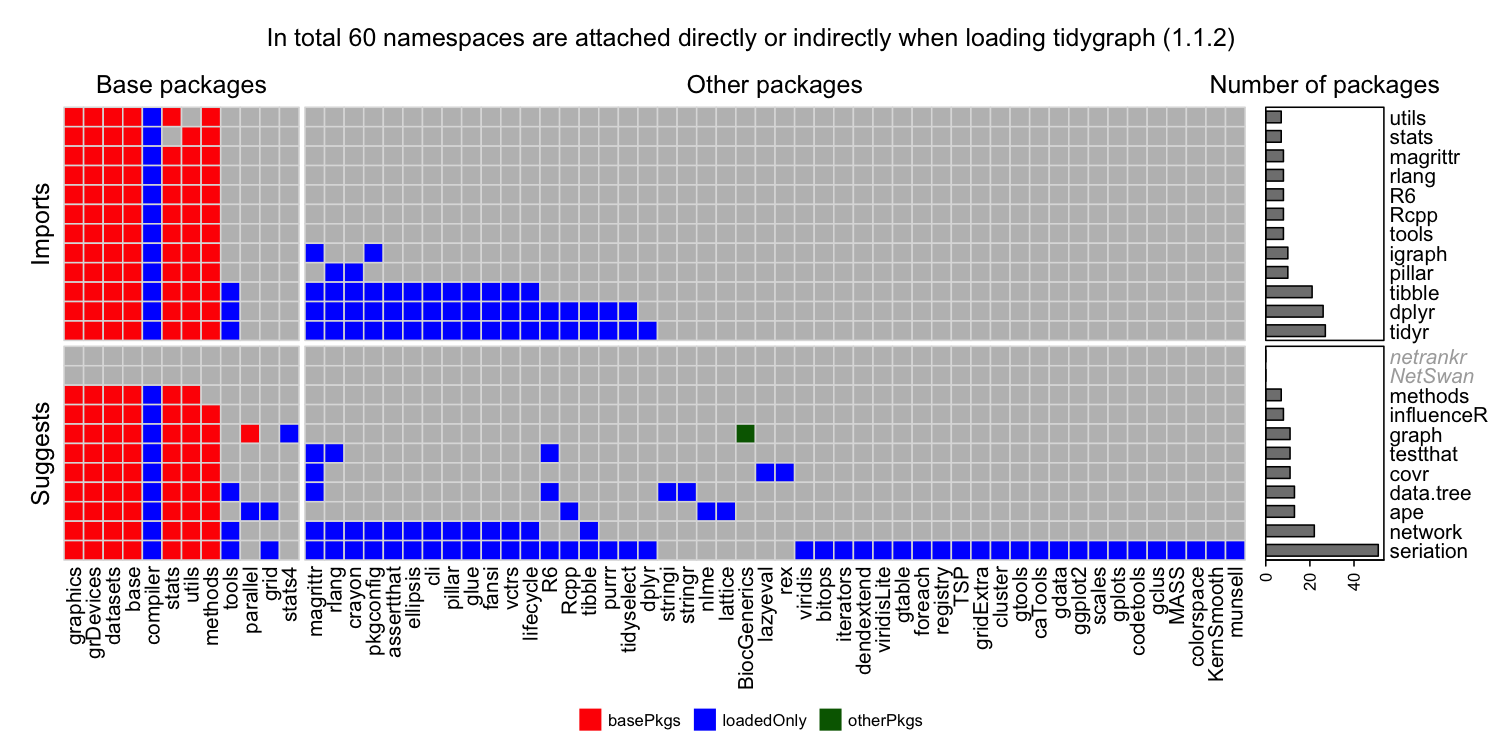 In total 60 namespaces are attached directly or indirectly when loading tidygraph (1.1.2)
Base packages
Other packages
Number of packages
Imports
utils
stats
magrittr
rlang
R6
Rcpp
tools
igraph
pillar
tibble
dplyr
tidyr
Suggests
netrankr
NetSwan
methods
influenceR
graph
testthat
covr
data.tree
ape
network
seriation
graphics
grDevices
datasets
base
compiler
stats
utils
methods
tools
parallel
grid
stats4
magrittr
rlang
crayon
pkgconfig
assertthat
ellipsis
cli
pillar
glue
fansi
vctrs
lifecycle
R6
Rcpp
tibble
purrr
tidyselect
dplyr
stringi
stringr
nlme
lattice
BiocGenerics
lazyeval
rex
viridis
bitops
iterators
dendextend
viridisLite
gtable
foreach
registry
TSP
gridExtra
cluster
gtools
caTools
gdata
ggplot2
scales
gplots
codetools
gclus
MASS
colorspace
KernSmooth
munsell
0
20
40
basePkgs
loadedOnly
otherPkgs